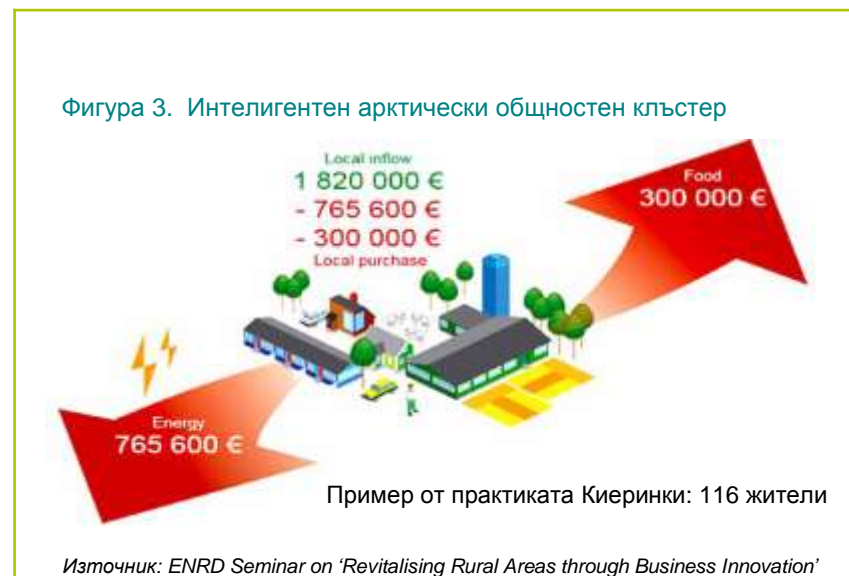 Фигура 3. Интелигентен арктически общностен клъстер
Local inflow
1 820 000 €
- 765 600 €
- 300 000 €
Local purchase
Food
300 000 €
Energy
765 600 €
Пример от практиката Киеринки: 116 жители
Източник: ENRD Seminar on ‘Revitalising Rural Areas through Business Innovation’